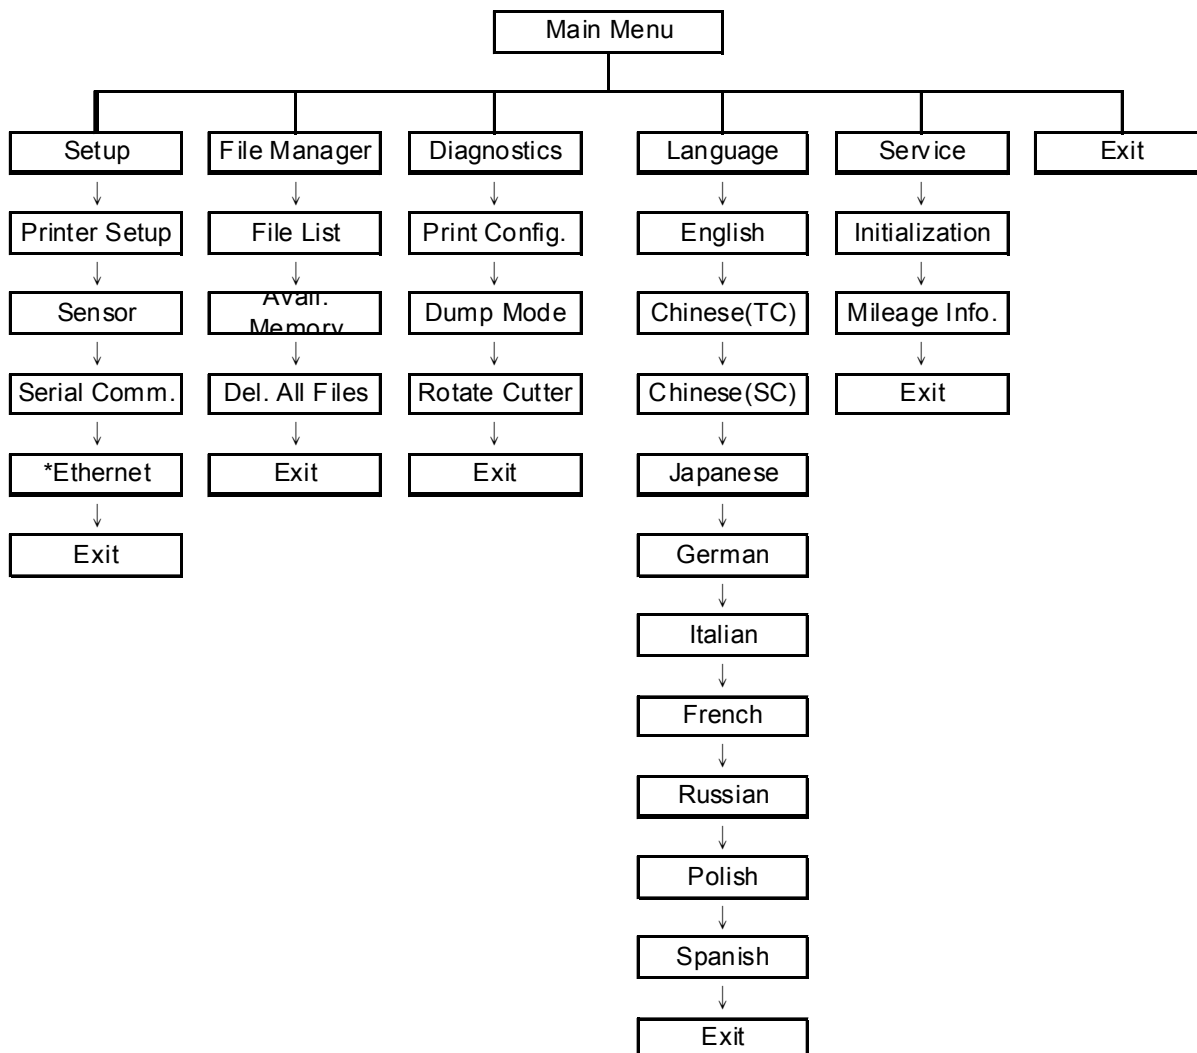 Main Menu
Setup
File Manager
Diagnostics
Language
Service
Exit
Printer Setup
File List
Print Config.
English
Initialization
Sensor
Avail.
Memory
Dump Mode
Chinese(TC)
Mileage Info.
Serial Comm.
Del. All Files
Rotate Cutter
Chinese(SC)
Exit
*Ethernet
Exit
Exit
Japanese
Exit
German
Italian
French
Russian
Polish
Spanish
Exit